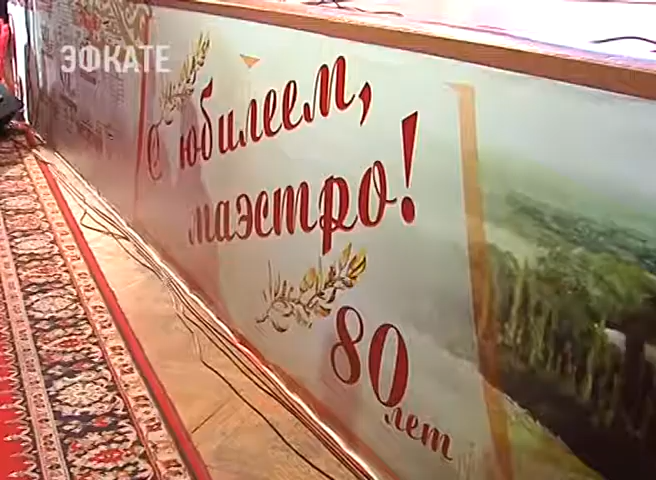 ЭФКАТЕ
С юбилеем,
маэстро!
80
лет